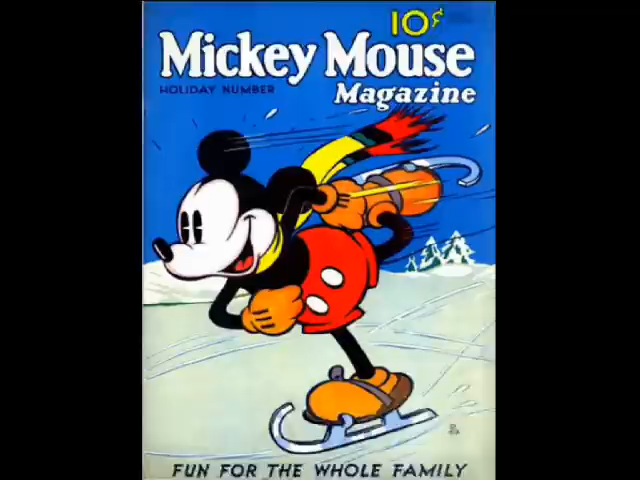 10¢
Mickey Mouse
HOLIDAY NUMBER
Magazine
FUN FOR THE WHOLE FAMILY